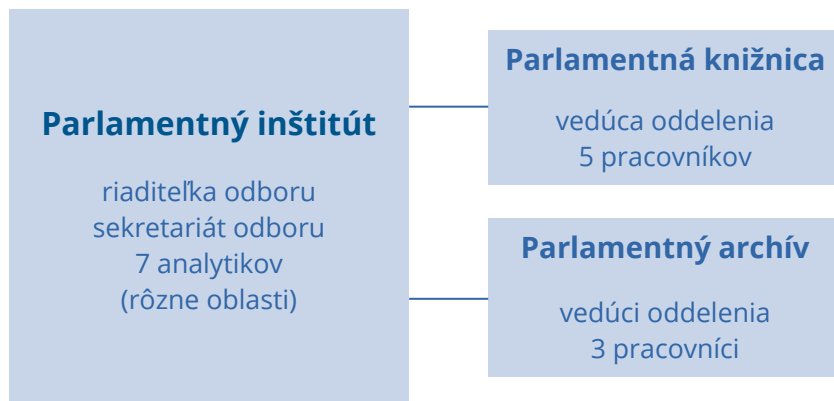 Parlamentný inštitút
riaditeľka odboru
sekretariát odboru
7 analytikov
(rôzne oblasti)
Parlamentná knižnica
vedúca oddelenia
5 pracovníkov
Parlamentný archív
vedúci oddelenia
3 pracovníci